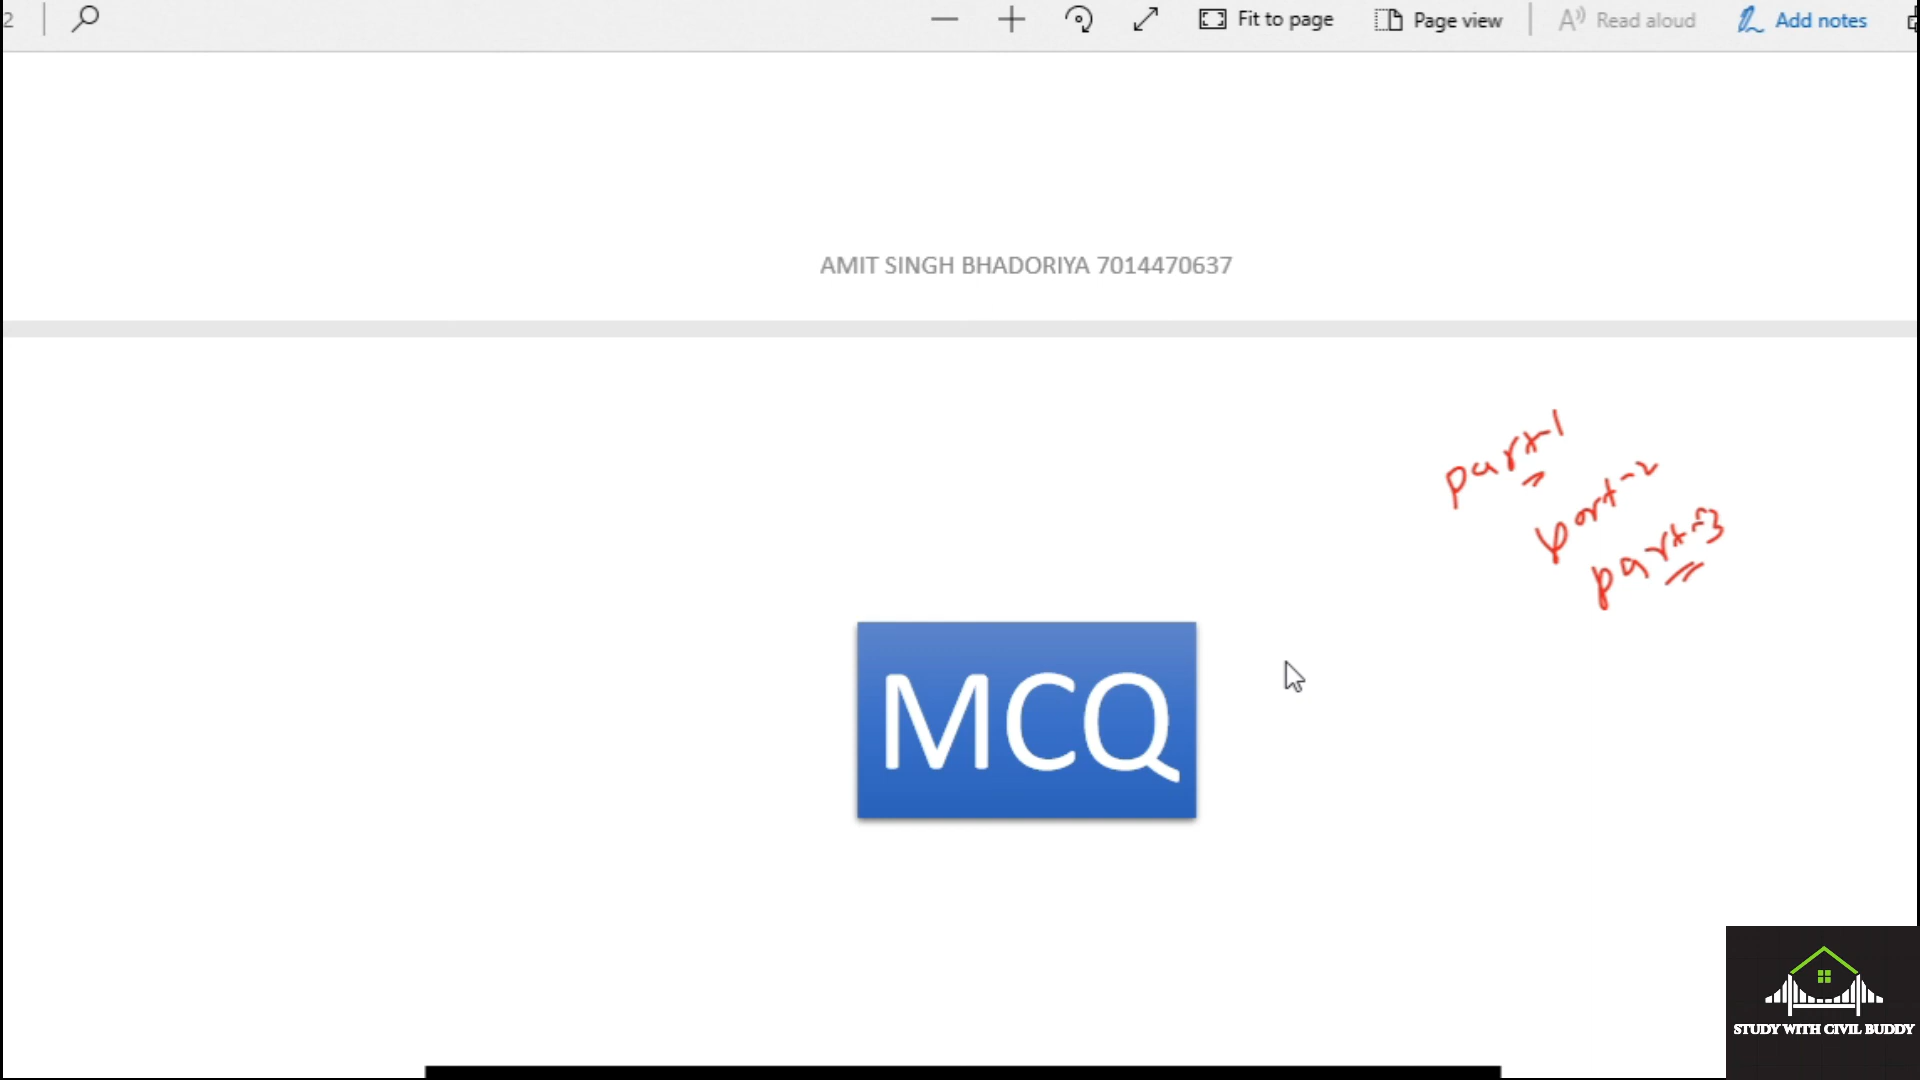 2
Fit to page
Page view
Read aloud
Add notes
AMIT SINGH BHADORIYA 7014470637
part-1
part-2
part-3
MCQ
STUDY WITH CIVIL BUDDY